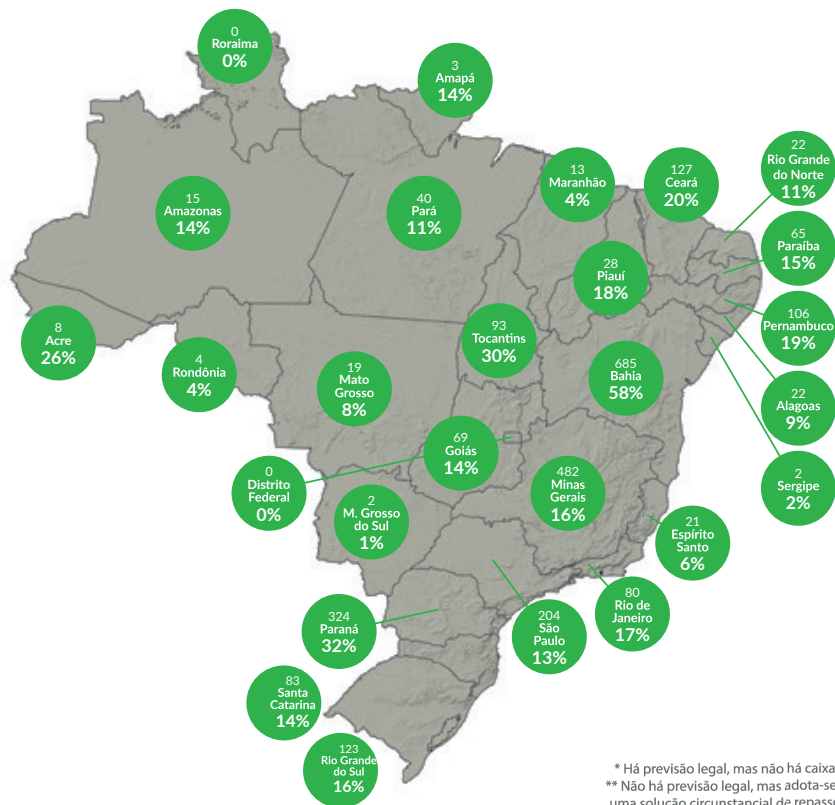 0
Roraima
0%
3
Amapá
14%
15
Amazonas
14%
40
Pará
11%
13
Maranhão
4%
127
Ceará
20%
22
Rio Grande
do Norte
11%
65
Paraíba
15%
28
Piauí
18%
106
Pernambuco
19%
8
Acre
26%
4
Rondônia
4%
19
Mato
Grosso
8%
93
Tocantins
30%
685
Bahia
58%
22
Alagoas
9%
2
Sergipe
2%
0
Distrito
Federal
0%
69
Goiás
14%
482
Minas
Gerais
16%
2
M. Grosso
do Sul
1%
21
Espírito
Santo
6%
80
Rio de
Janeiro
17%
204
São
Paulo
13%
324
Paraná
32%
83
Santa
Catarina
14%
123
Rio Grande
do Sul
16%
* Há previsão legal, mas não há caixa
** Não há previsão legal, mas adota-se
uma solução circunstancial de repasse